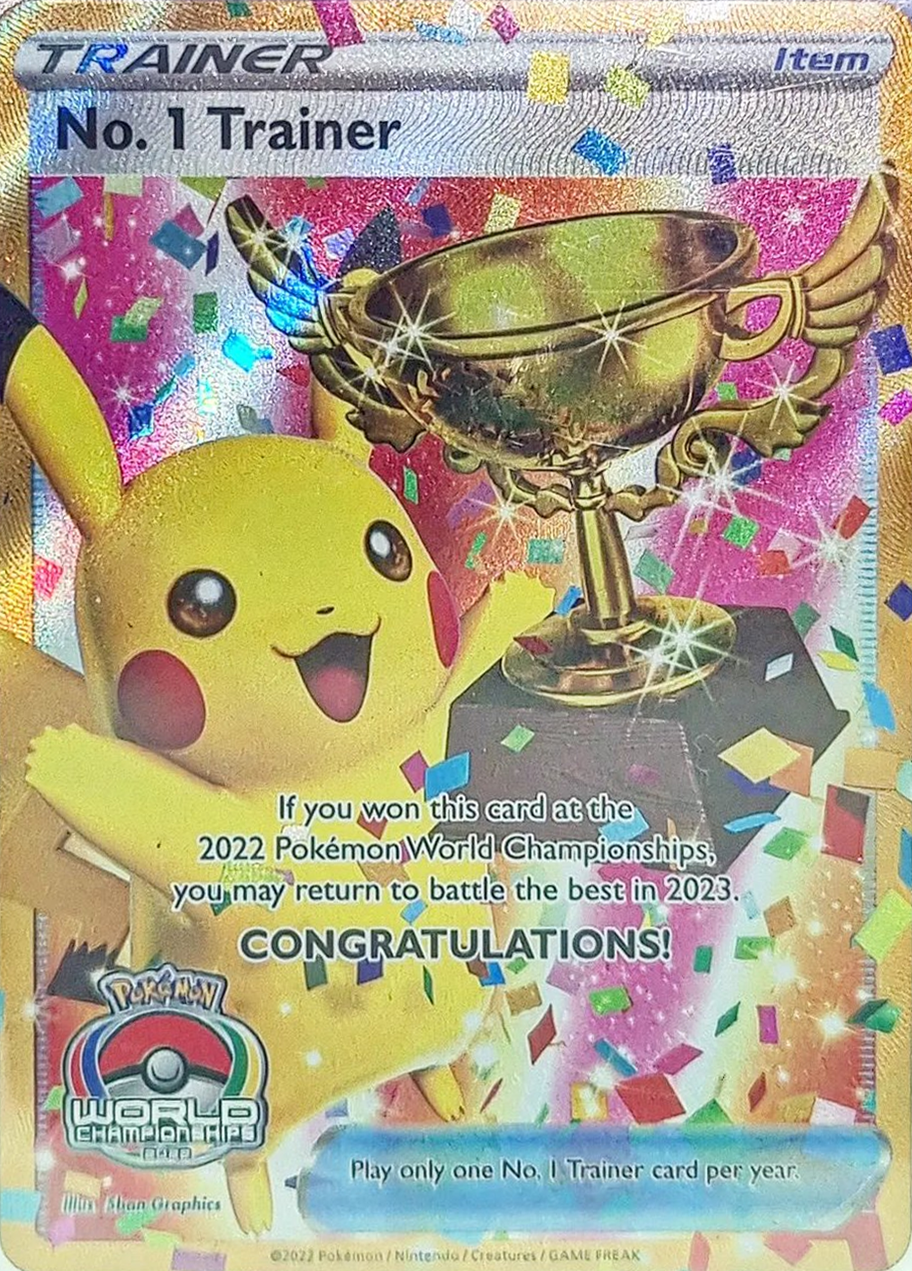 TRAINER
Item
No. 1 Trainer
If you won this card at the
2022 Pokémon World Championships,
you may return to battle the best in 2023.
CONGRATULATIONS!
POKéMON
WORLD
CHAMPIONSHIPS
Play only one No. 1 Trainer card per year.
Illus. Shan Graphics
©2022 Pokémon / Nintendo / Creatures / GAME FREAK